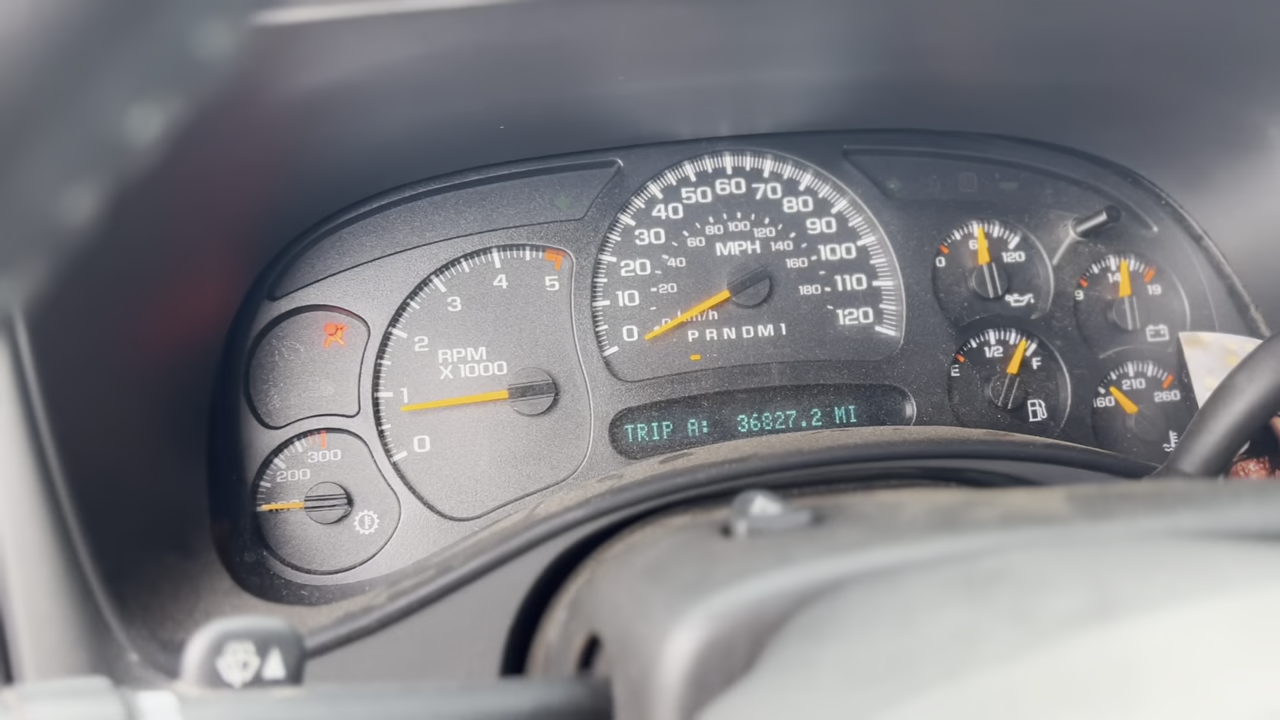 0 1 2 3 4 5
RPM
X 1000
200 300
0 10 20 30 40 50 60 70 80 90 100 110 120
20 40 60 80 100 120 140 160 180
MPH
km/h
P R N D M 1
TRIP A: 36827.2 MI
0 120
9 14 19
E 1/2 F
210 260